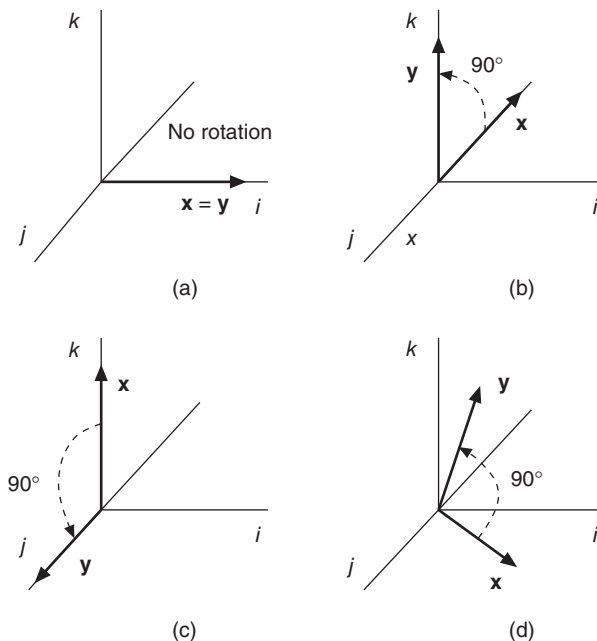 k
No rotation
x = y
i
j
(a)
k
y
90°
x
i
j
x
(b)
k
x
90°
j
y
i
(c)
k
y
90°
i
j
x
(d)